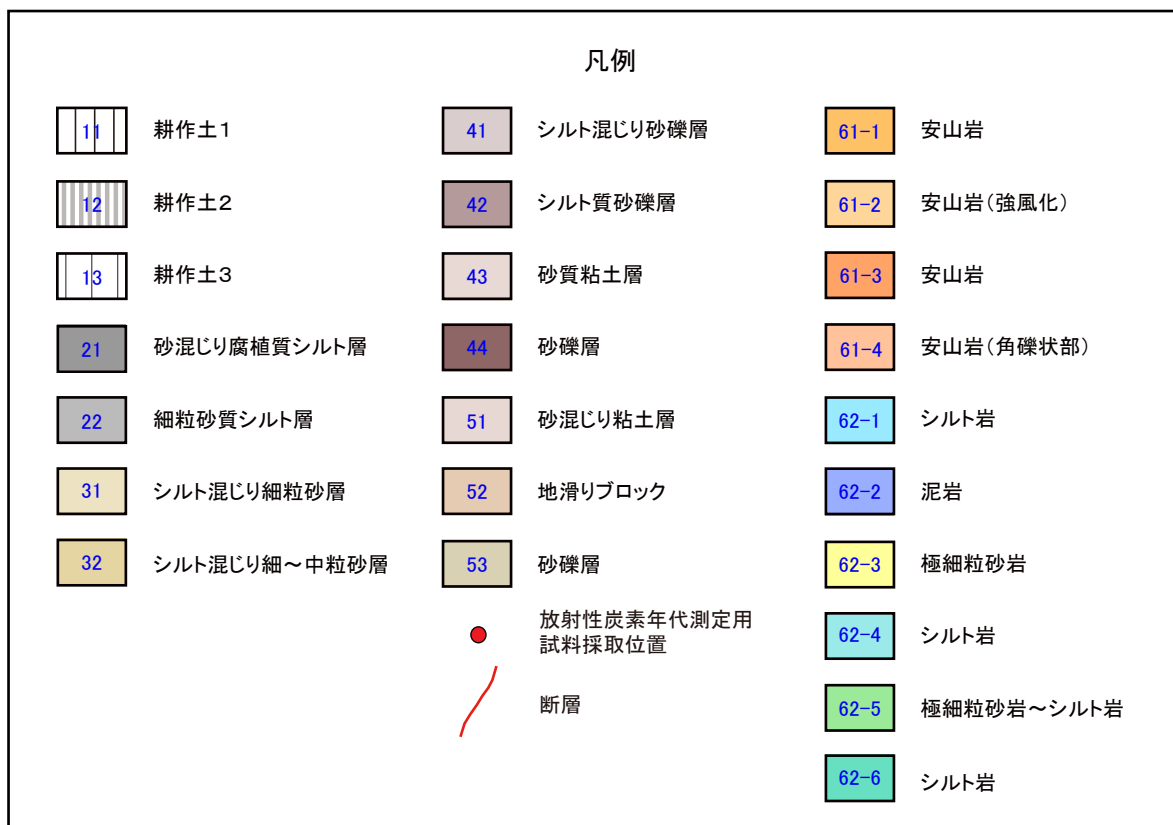 凡例
11 耕作土1
12 耕作土2
13 耕作土3
21 砂混じり腐植質シルト層
22 細粒砂質シルト層
31 シルト混じり細粒砂層
32 シルト混じり細～中粒砂層
41 シルト混じり砂礫層
42 シルト質砂礫層
43 砂質粘土層
44 砂礫層
51 砂混じり粘土層
52 地滑りブロック
53 砂礫層
放射性炭素年代測定用
試料採取位置
断層
61-1 安山岩
61-2 安山岩(強風化)
61-3 安山岩
61-4 安山岩(角礫状部)
62-1 シルト岩
62-2 泥岩
62-3 極細粒砂岩
62-4 シルト岩
62-5 極細粒砂岩～シルト岩
62-6 シルト岩